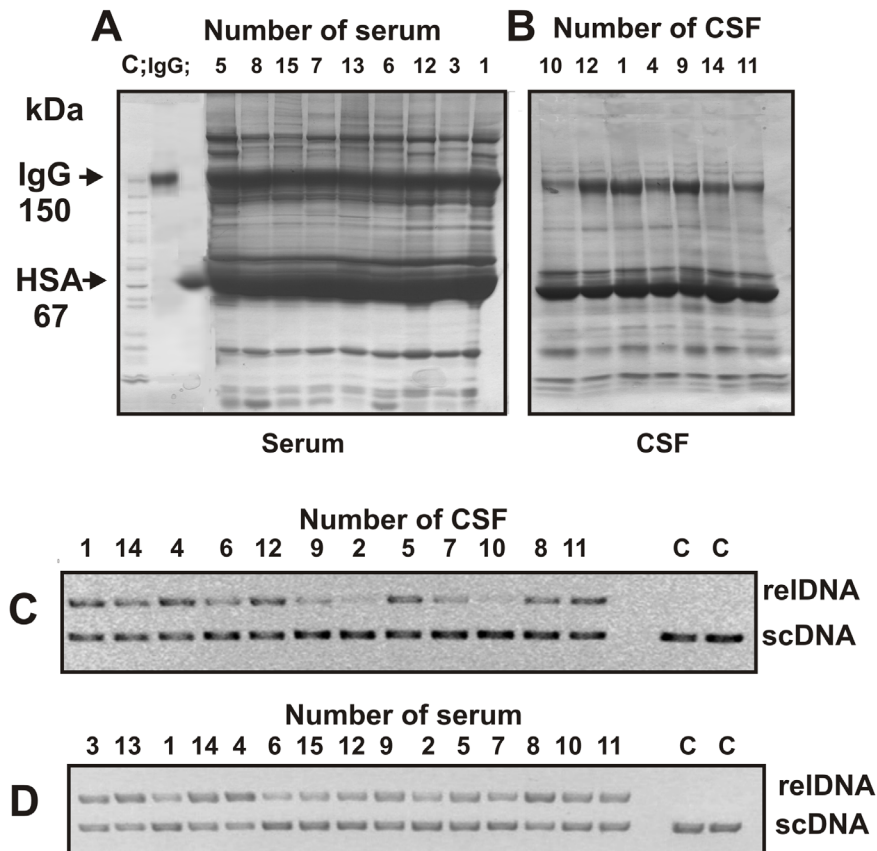 A Number of serum
C; IgG; 5 8 15 7 13 6 12 3 1
kDa
IgG
150
HSA
67
Serum
B Number of CSF
10 12 1 4 9 14 11
CSF
Number of CSF
1 14 4 6 12 9 2 5 7 10 8 11 C C
C
relDNA
scDNA
Number of serum
3 13 1 14 4 6 15 12 9 2 5 7 8 10 11 C C
D
relDNA
scDNA